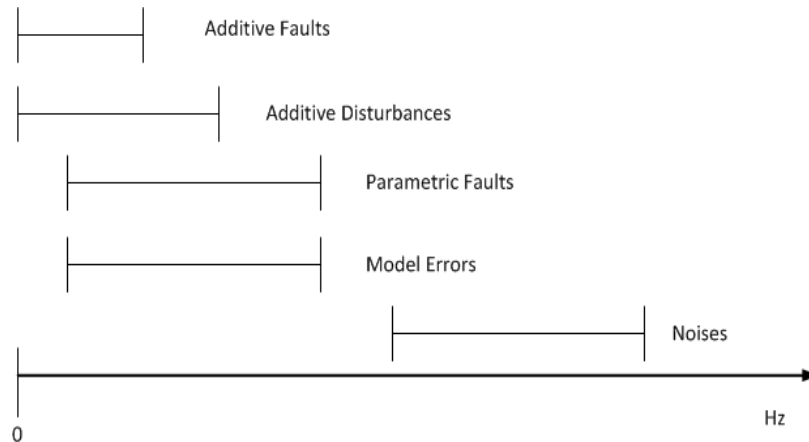 Additive Faults
Additive Disturbances
Parametric Faults
Model Errors
Noises
Hz
0